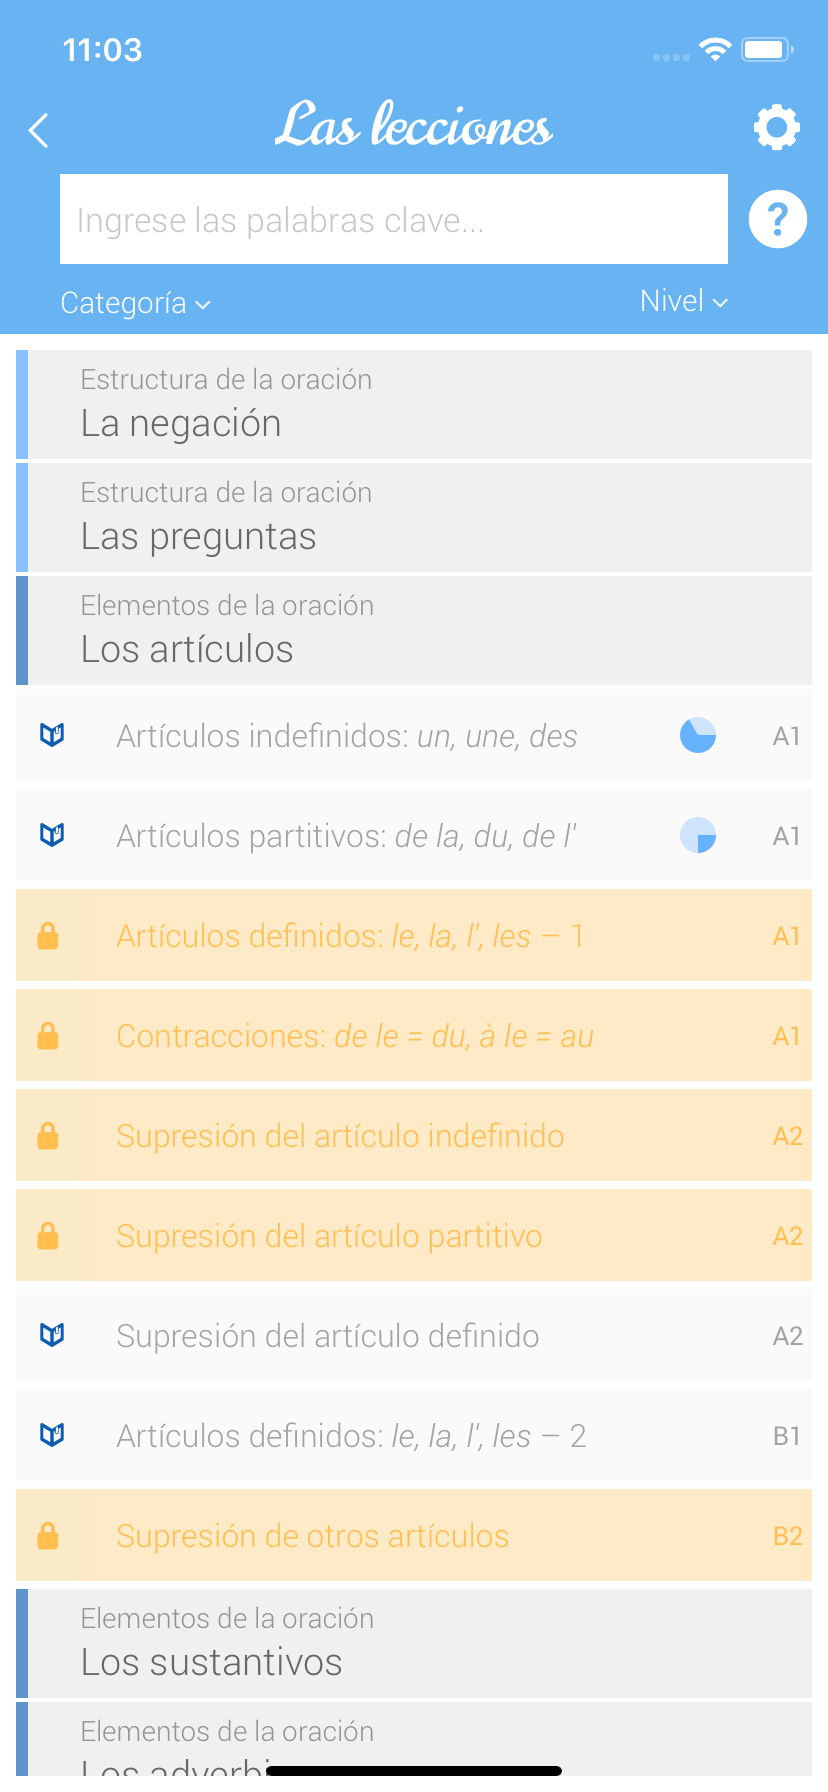 11:03
Las lecciones
Ingrese las palabras clave...
?
Categoría
Nivel
Estructura de la oración
La negación
Estructura de la oración
Las preguntas
Elementos de la oración
Los artículos
Artículos indefinidos: un, une, des A1
Artículos partitivos: de la, du, de l' A1
Artículos definidos: le, la, l', les – 1 A1
Contracciones: de le = du, à le = au A1
Supresión del artículo indefinido A2
Supresión del artículo partitivo A2
Supresión del artículo definido A2
Artículos definidos: le, la, l', les – 2 B1
Supresión de otros artículos B2
Elementos de la oración
Los sustantivos
Elementos de la oración
Los